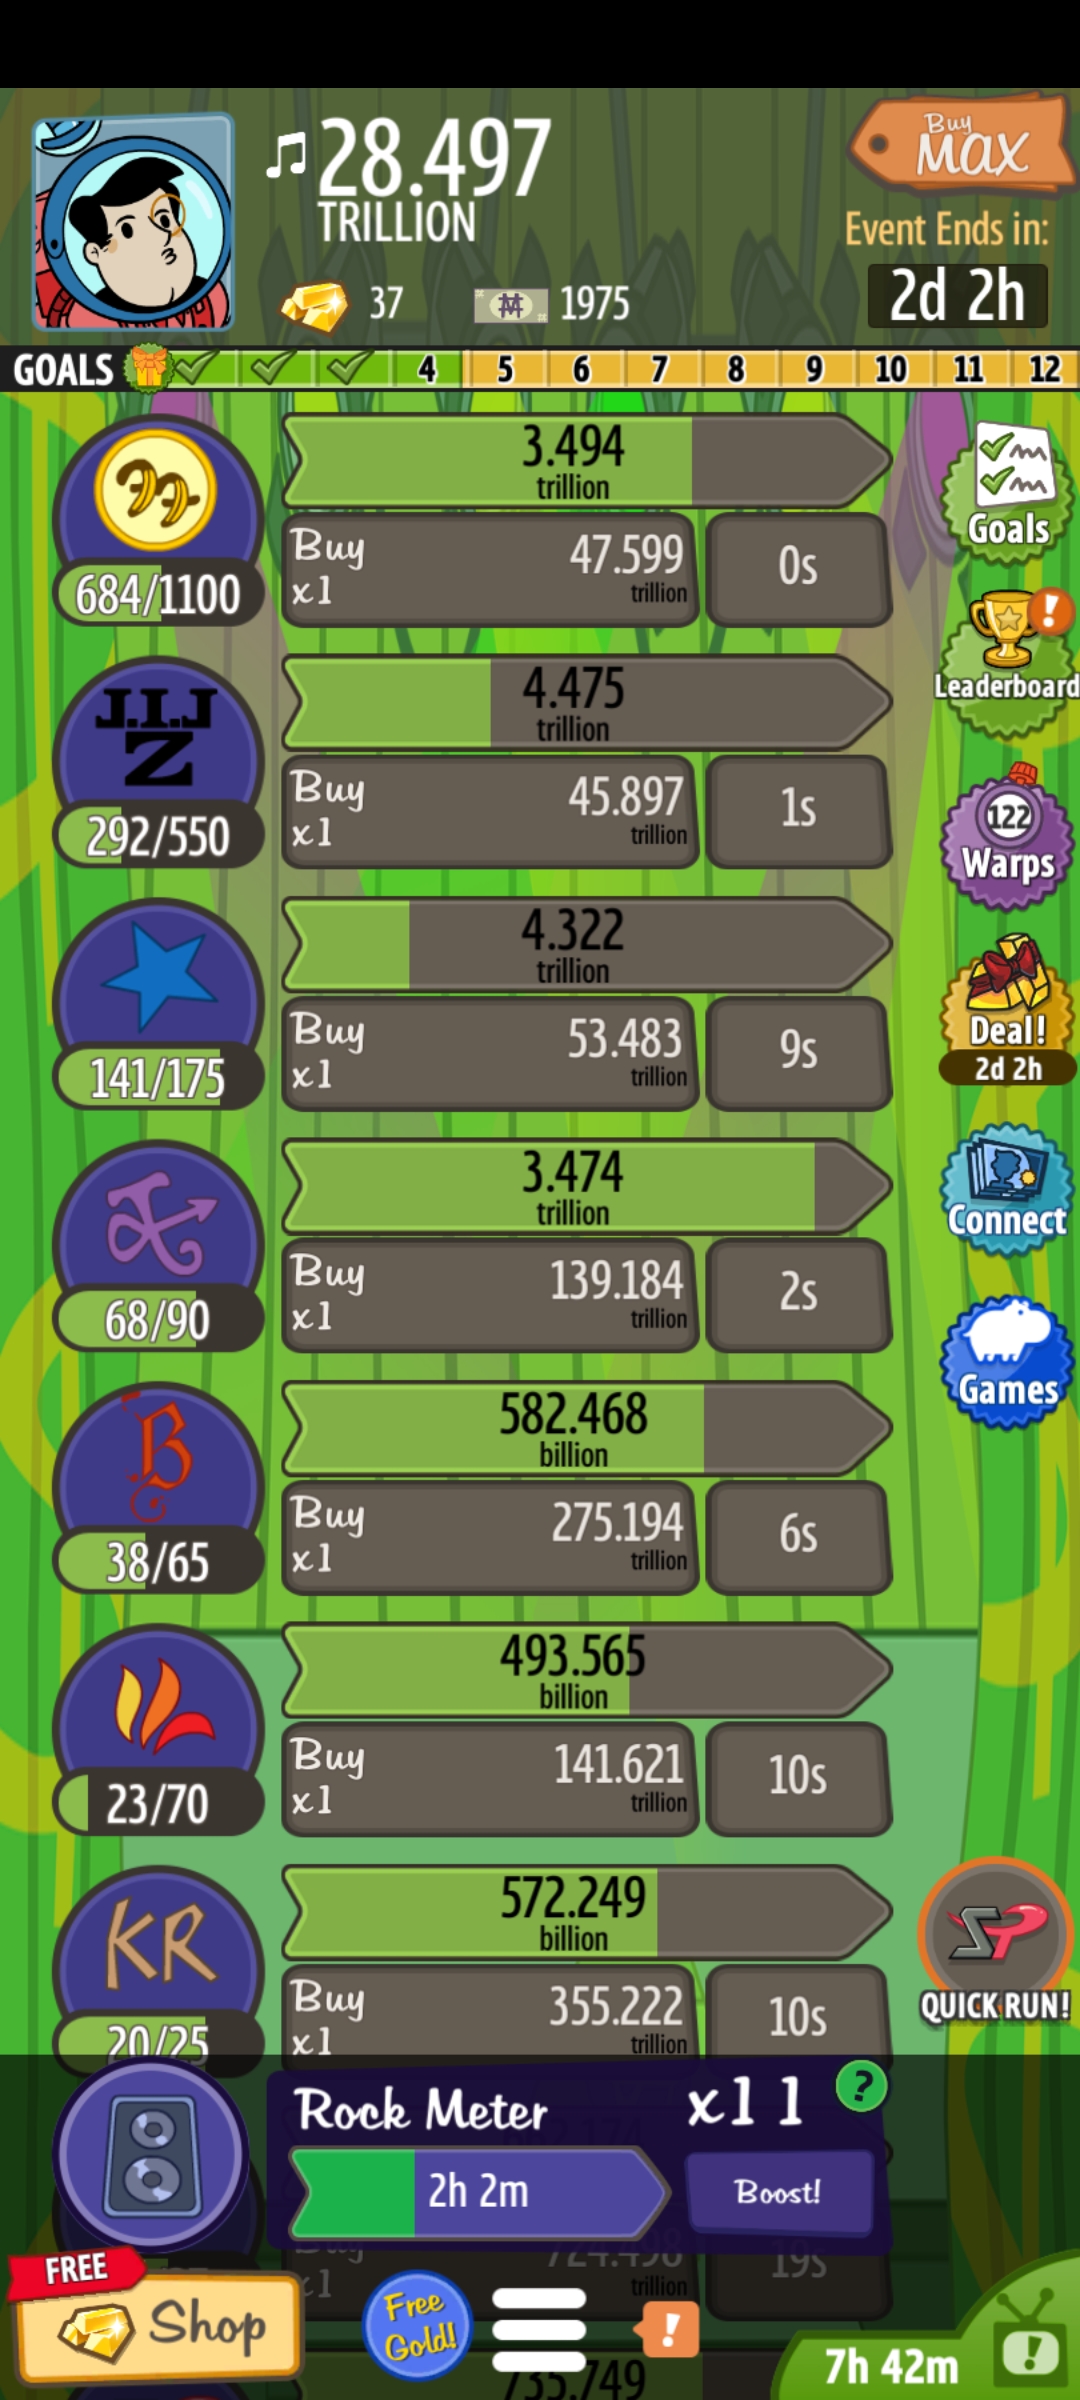 28.497
TRILLION
Buy
MAX
Event Ends in:
2d 2h
37
1975
GOALS
4
5
6
7
8
9
10
11
12
3.494
trillion
684/1100
Buy
x1
47.599
trillion
0s
Goals
J.I.J
Z
4.475
trillion
292/550
Buy
x1
45.897
trillion
1s
Leaderboard
122
Warps
4.322
trillion
141/175
Buy
x1
53.483
trillion
9s
Deal!
2d 2h
3.474
trillion
68/90
Buy
x1
139.184
trillion
2s
Connect
B
582.468
billion
38/65
Buy
x1
275.194
trillion
6s
Games
493.565
billion
23/70
Buy
x1
141.621
trillion
10s
KR
572.249
billion
20/25
Buy
x1
355.222
trillion
10s
QUICK RUN!
Rock Meter
x11
?
2h 2m
Boost!
Buy
x1
724.498
trillion
19s
FREE
Shop
Free
Gold!
!
735.749
7h 42m
!